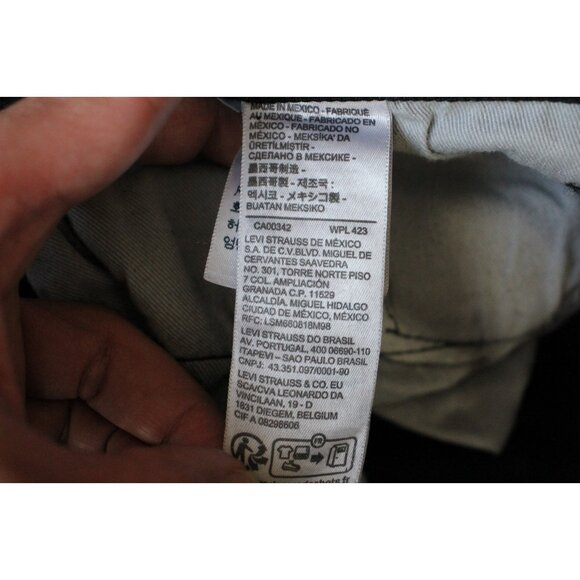 MADE IN MEXICO - FABRIQUÉ
AU MEXIQUE - FABRICADO EN
MÉXICO - FABRICADO NO
MÉXICO - MEKSİKA'DA
ÜRETİLMİŞTİR -
СДЕЛАНО В МЕКСИКЕ -
墨西哥制造 -
墨西哥製 - 제조국 :
멕시코 - メキシコ製 -
BUATAN MEKSIKO
CA00342 WPL 423
LEVI STRAUSS DE MÉXICO
S.A. DE C.V.BLVD. MIGUEL DE
CERVANTES SAAVEDRA
NO. 301, TORRE NORTE PISO
7 COL. AMPLIACIÓN
GRANADA C.P. 11529
ALCALDÍA. MIGUEL HIDALGO
CIUDAD DE MÉXICO, MÉXICO
RFC. LSM680818M98
LEVI STRAUSS DO BRASIL
AV. PORTUGAL, 400 06690-110
ITAPEVI - SAO PAULO BRASIL
CNPJ: 43.351.097/0001-90
LEVI STRAUSS & CO. EU
SCA/CVA LEONARDO DA
VINCILAAN, 19 - D
1831 DIEGEM, BELGIUM
CIF A 08298606
FR